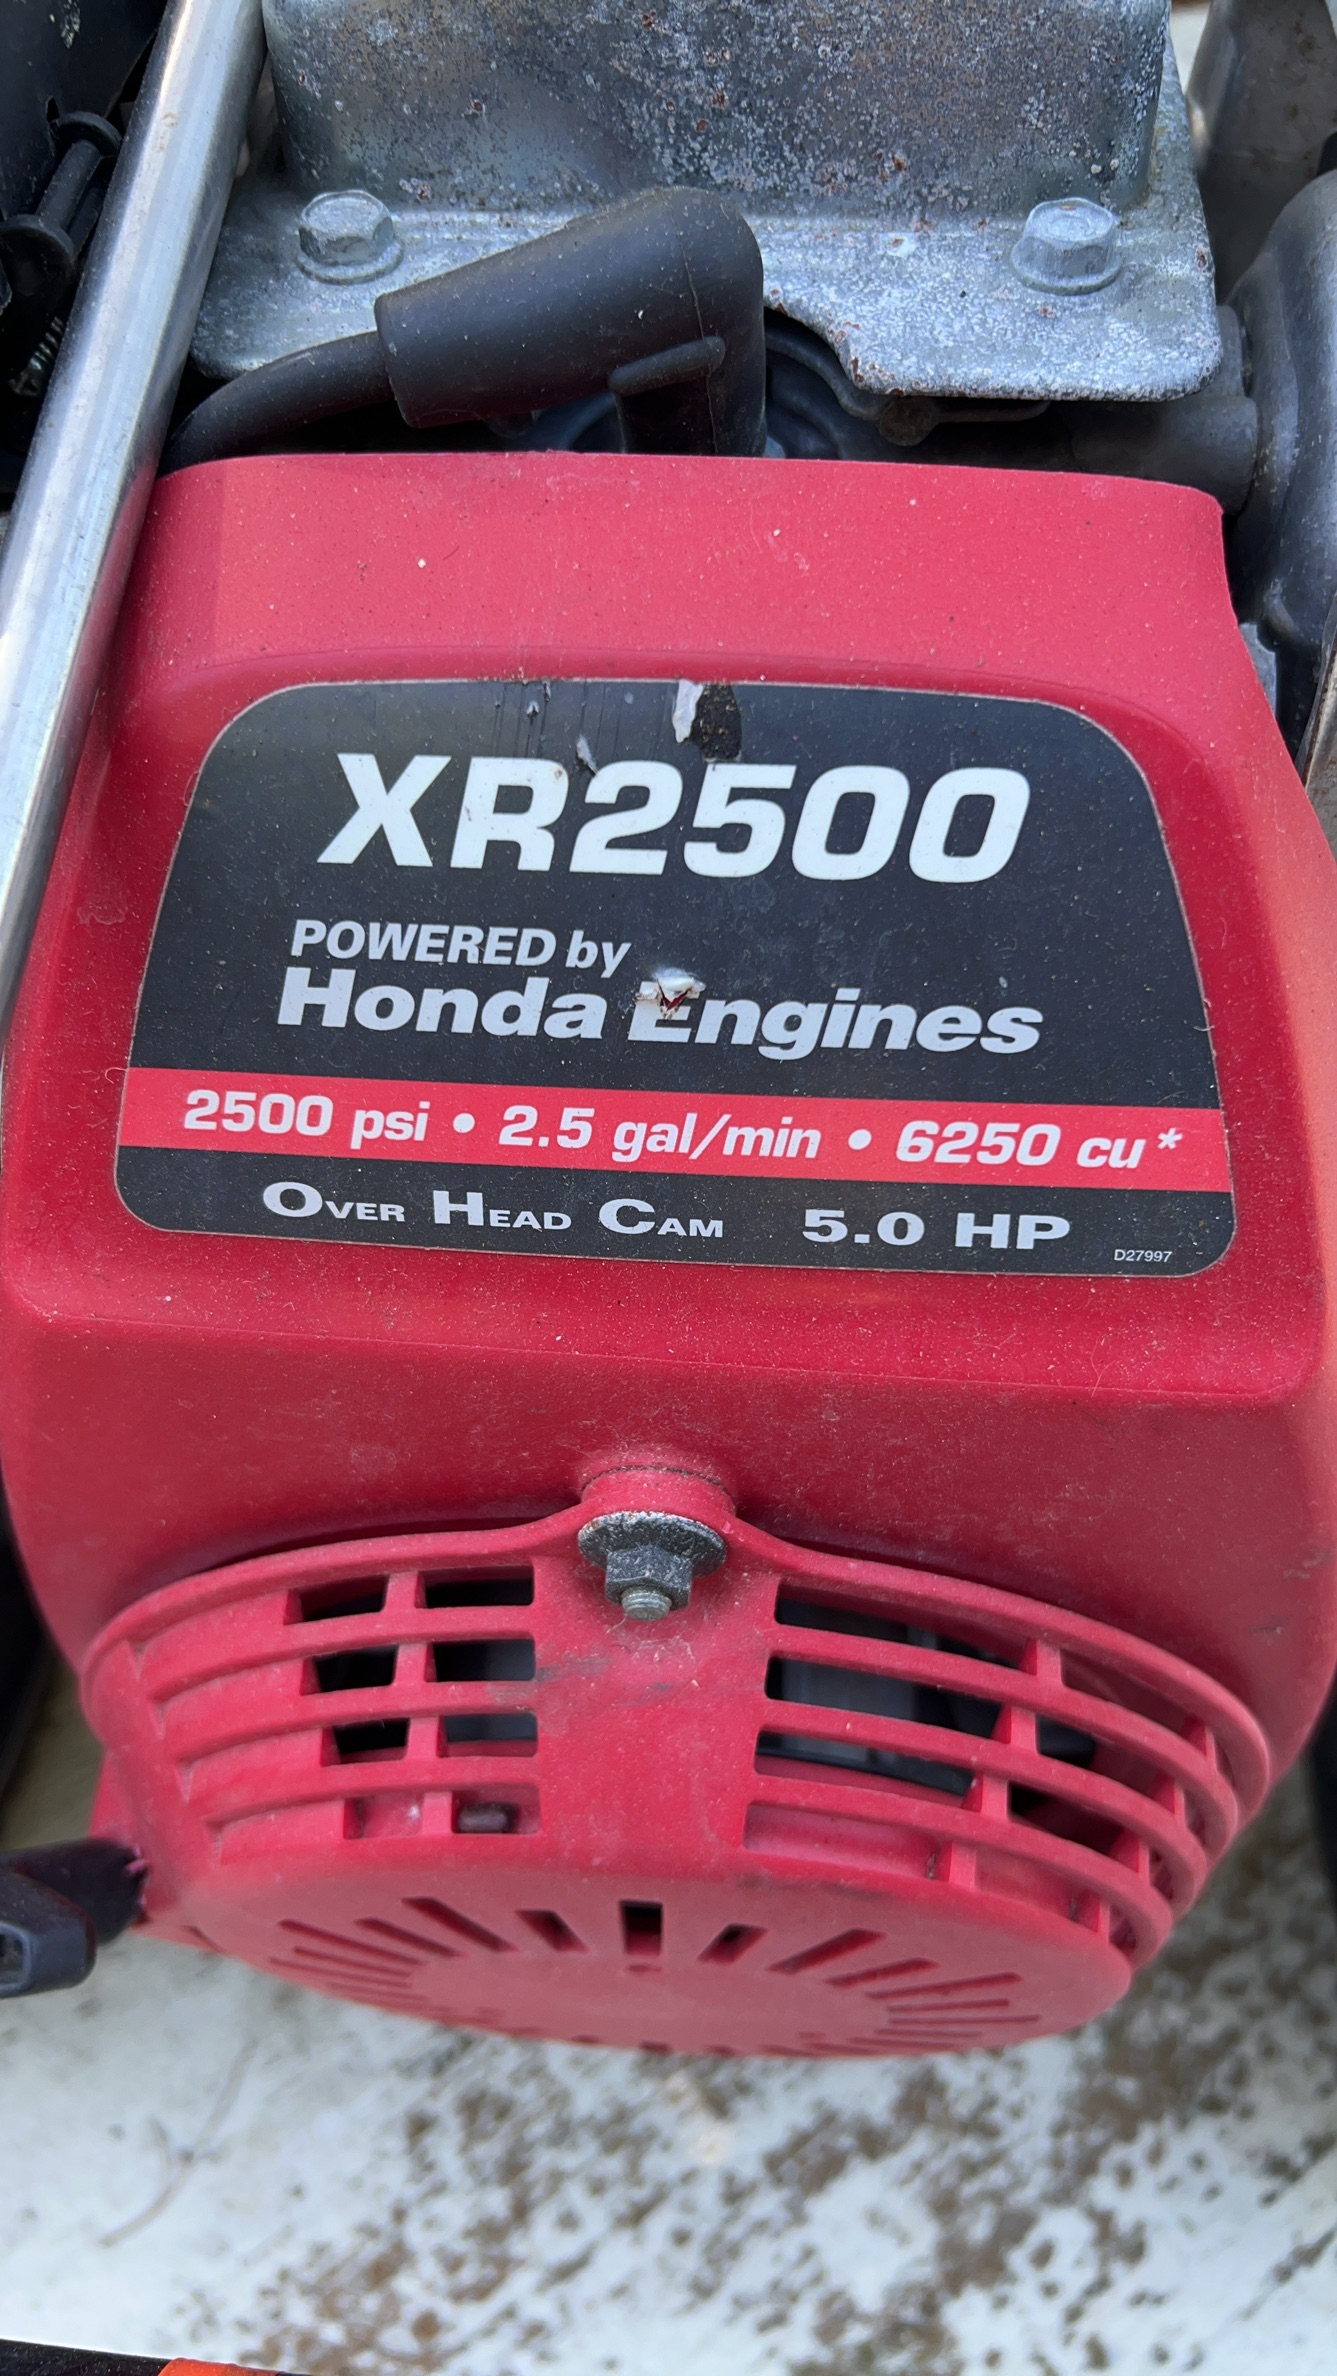 XR2500
POWERED by
Honda Engines
2500 psi • 2.5 gal/min • 6250 cu*
OVER HEAD CAM 5.0 HP
D27997